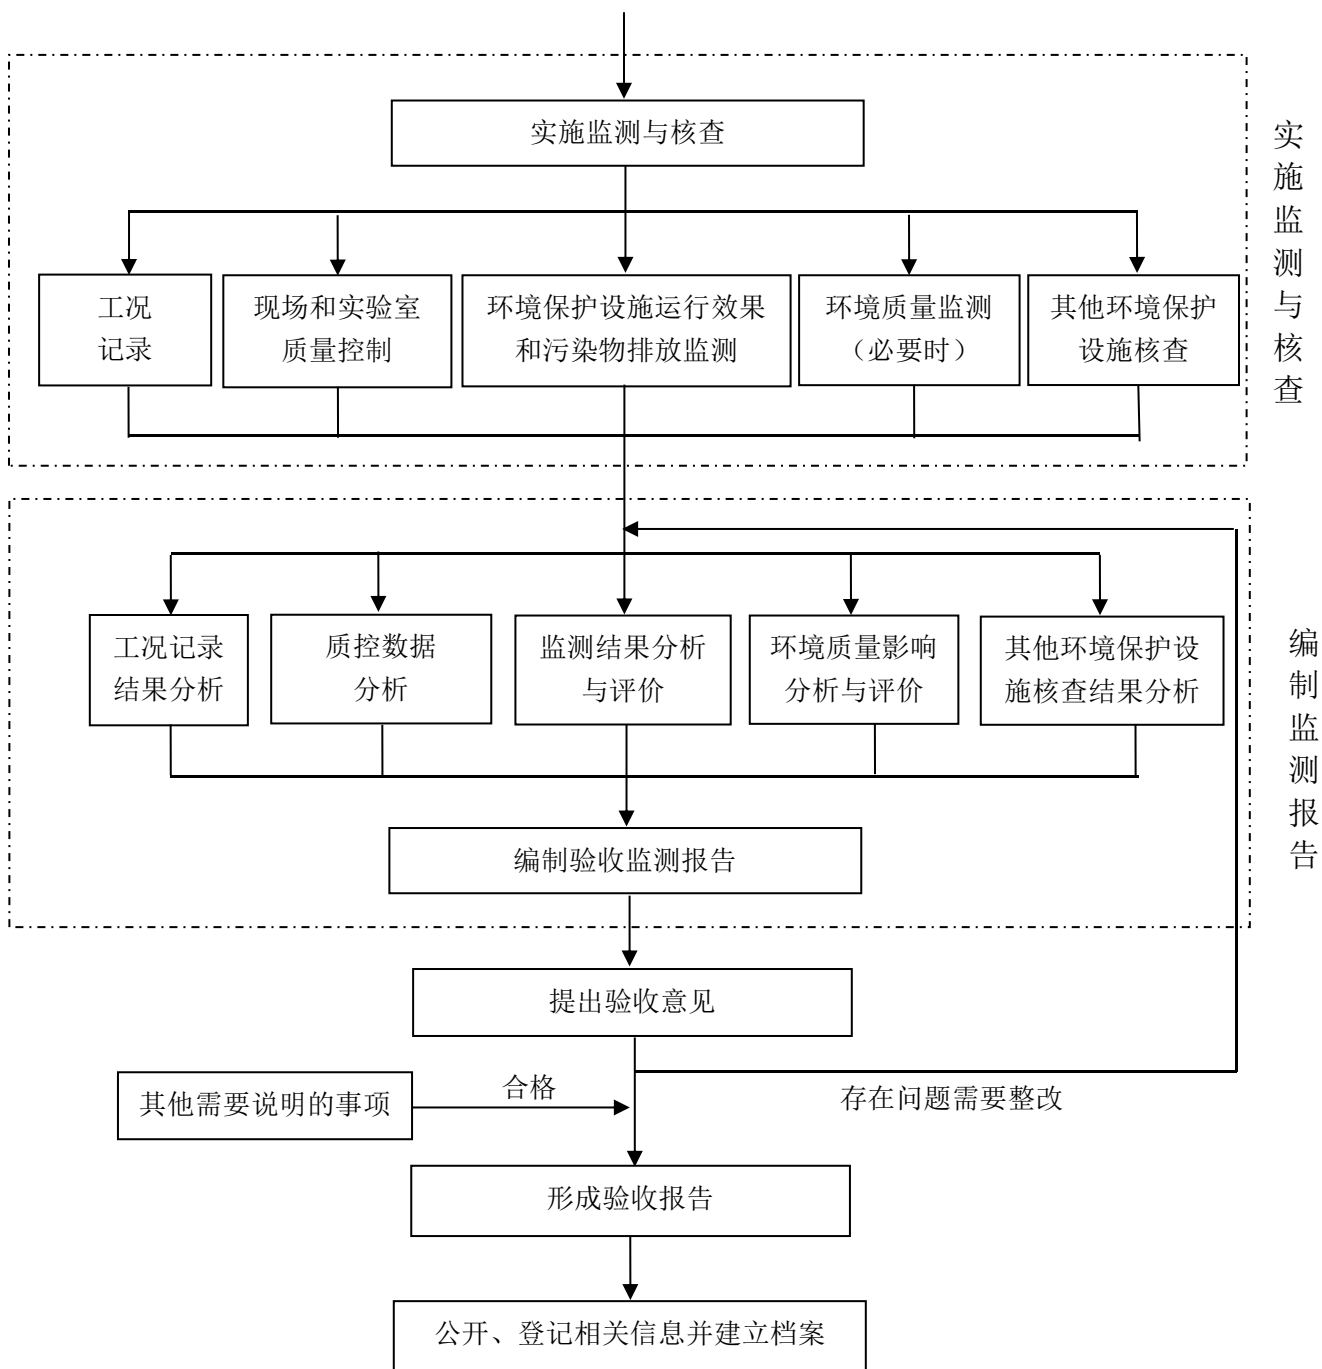 实施监测与核查
实施监测与核查
工况
记录
现场和实验室
质量控制
环境保护设施运行效果
和污染物排放监测
环境质量监测
（必要时）
其他环境保护
设施核查
编制监测报告
工况记录
结果分析
质控数据
分析
监测结果分析
与评价
环境质量影响
分析与评价
其他环境保护设
施核查结果分析
编制验收监测报告
提出验收意见
其他需要说明的事项
合格
存在问题需要整改
形成验收报告
公开、登记相关信息并建立档案